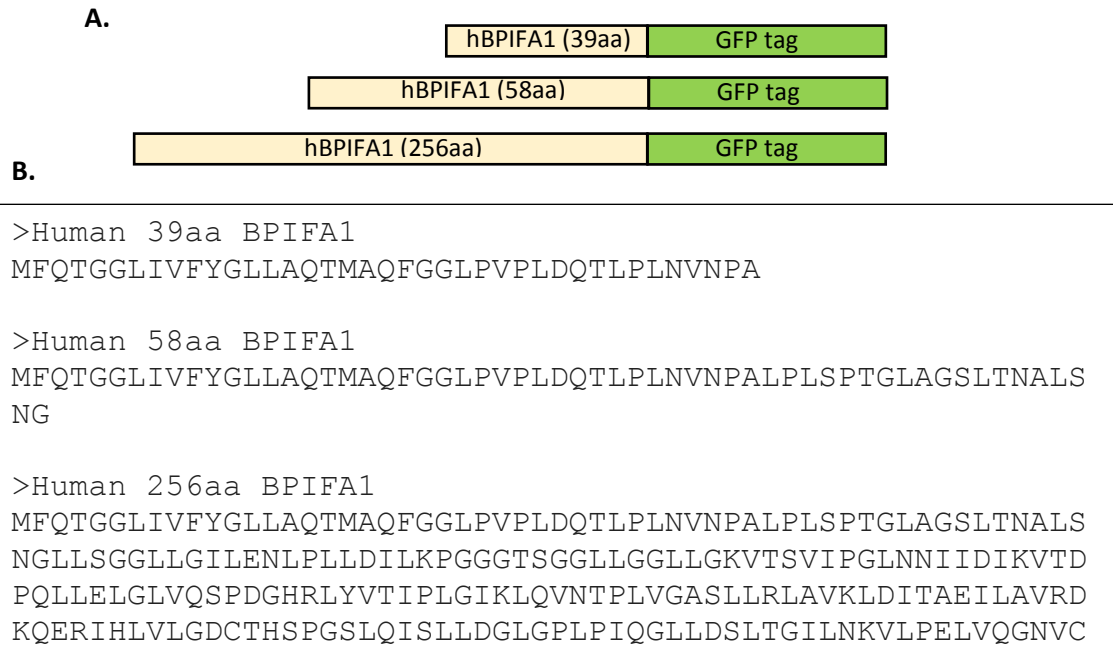 A.
hBPIFA1 (39aa) GFP tag
hBPIFA1 (58aa) GFP tag
hBPIFA1 (256aa) GFP tag
B.
>Human 39aa BPIFA1
MFQTGGLIVFYGLLAQTMAQFGGLPVPLDQTLPLNVNPA
>Human 58aa BPIFA1
MFQTGGLIVFYGLLAQTMAQFGGLPVPLDQTLPLNVNPALPLSPTGLAGSLTNALS
NG
>Human 256aa BPIFA1
MFQTGGLIVFYGLLAQTMAQFGGLPVPLDQTLPLNVNPALPLSPTGLAGSLTNALS
NGLLSGGLLGILENLPLLDILKPGGGTSGGLLGGLLGKVTSVIPGLNNIIDIKVTD
PQLLELGLVQSPDGHRLYVTIPLGIKLQVNTPLVGASLLRLAVKLDITAEILAVRD
KQERIHLVLGDCTHSPGSLQISLLDGLGPLPIQGLLDSLTGILNKVLPELVQGNVC